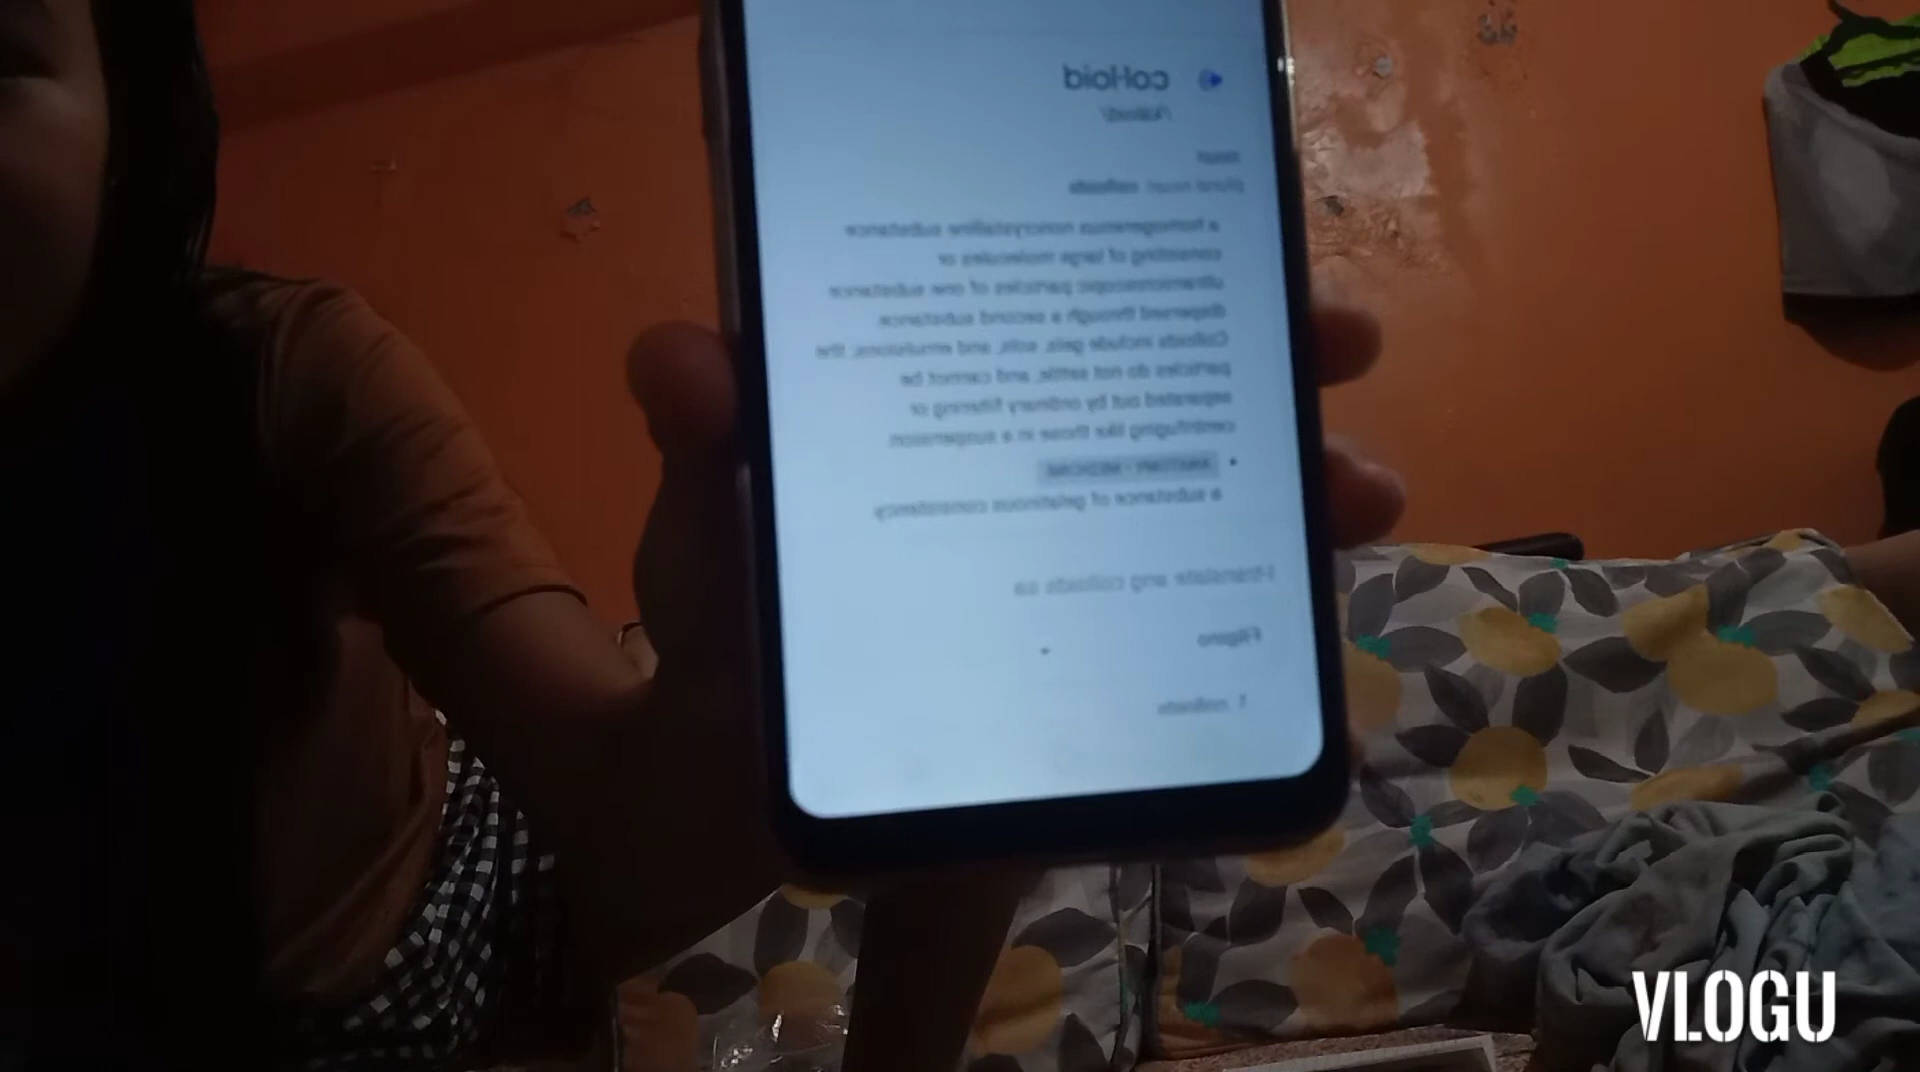 col·loid
/ˈkäloid/
noun
plural noun: colloids
a homogeneous noncrystalline substance
consisting of large molecules or
ultramicroscopic particles of one substance
dispersed through a second substance.
Colloids include gels, sols, and emulsions; the
particles do not settle, and cannot be
separated out by ordinary filtering or
centrifuging like those in a suspension.
• ANATOMY • MEDICINE
a substance of gelatinous consistency.
I-translate ang colloids sa
Filipino
1. colloids
VLOGU